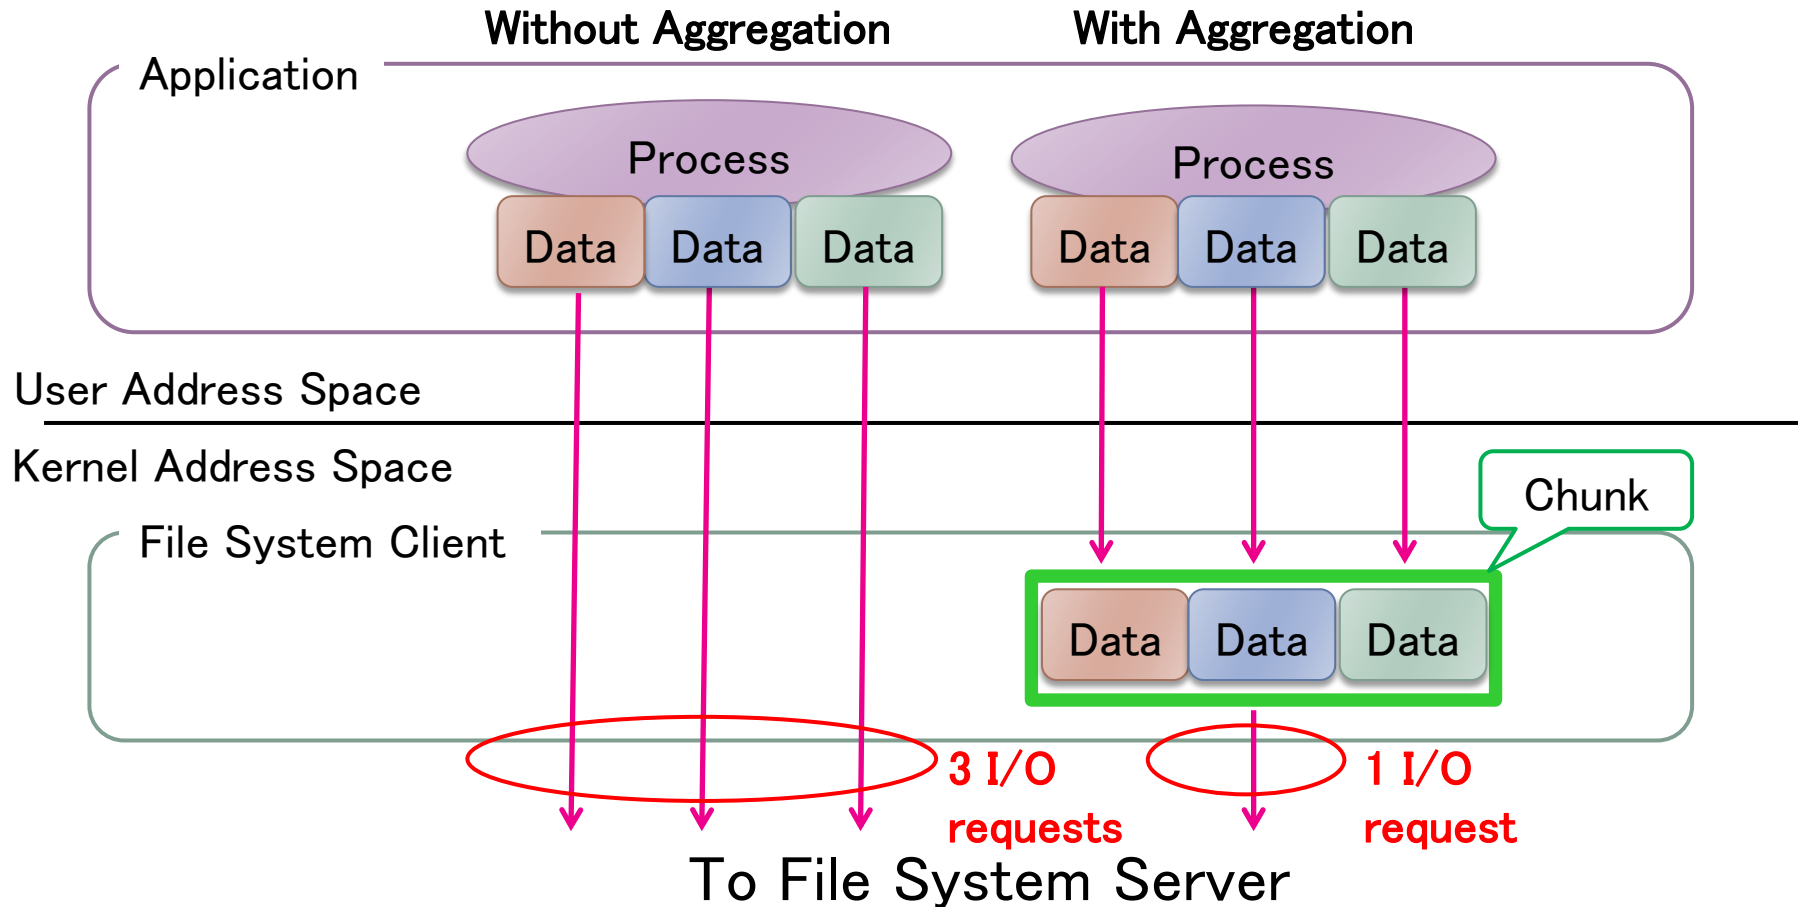 Without Aggregation
With Aggregation
Application
Process
Process
Data
Data
Data
Data
Data
Data
User Address Space
Kernel Address Space
Chunk
File System Client
Data
Data
Data
3 I/O
requests
1 I/O
request
To File System Server